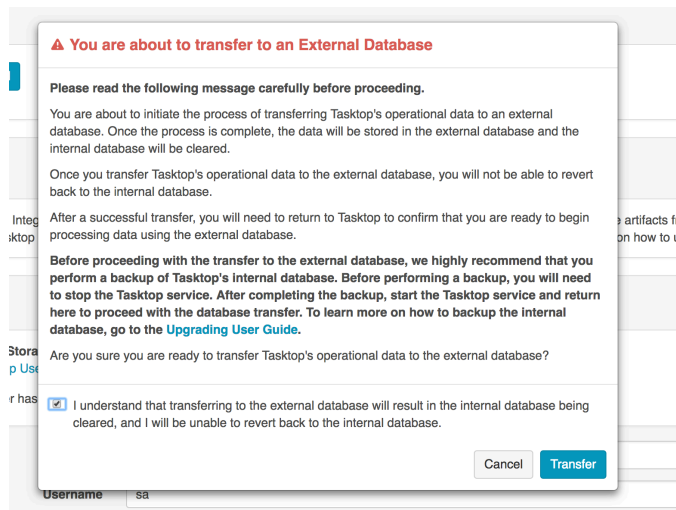 You are about to transfer to an External Database
Please read the following message carefully before proceeding.
You are about to initiate the process of transferring Tasktop's operational data to an external
database. Once the process is complete, the data will be stored in the external database and the
internal database will be cleared.
Once you transfer Tasktop's operational data to the external database, you will not be able to revert
back to the internal database.
After a successful transfer, you will need to return to Tasktop to confirm that you are ready to begin
processing data using the external database.
Before proceeding with the transfer to the external database, we highly recommend that you
perform a backup of Tasktop's internal database. Before performing a backup, you will need
to stop the Tasktop service. After completing the backup, start the Tasktop service and return
here to proceed with the database transfer. To learn more on how to backup the internal
database, go to the Upgrading User Guide.
Are you sure you are ready to transfer Tasktop's operational data to the external database?
I understand that transferring to the external database will result in the internal database being
cleared, and I will be unable to revert back to the internal database.
Cancel Transfer
Integ
artifacts
sktop
on how to
Stora
p Use
r has
Username sa